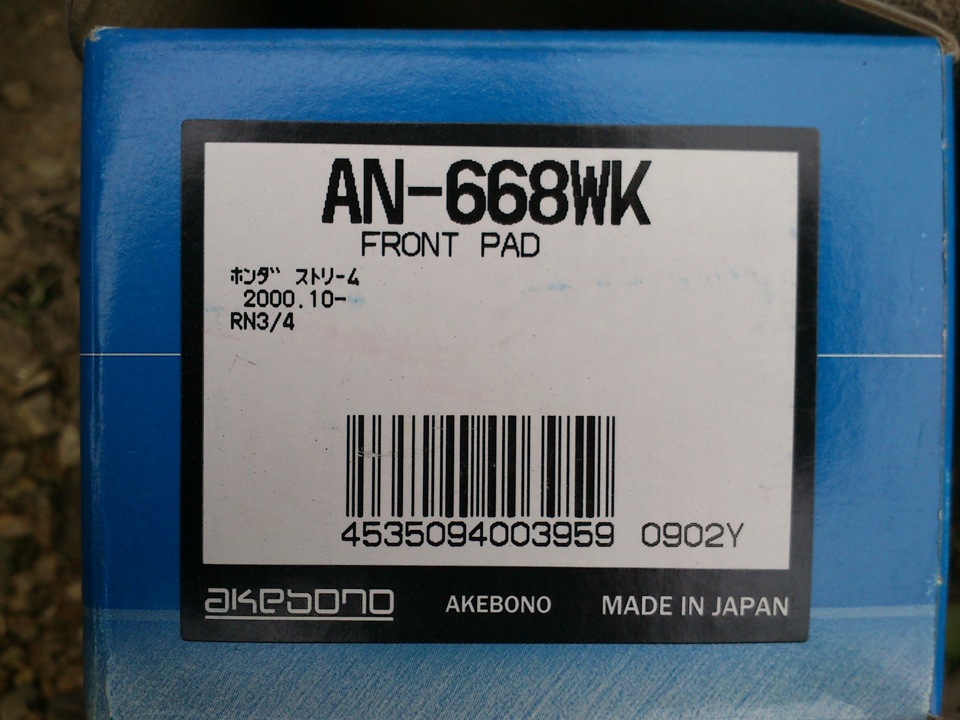 AN-668WK
FRONT PAD
ﾎﾝﾀﾞ ｽﾄﾘｰﾑ
2000.10-
RN3/4
4535094003959 0902Y
akebono AKEBONO MADE IN JAPAN